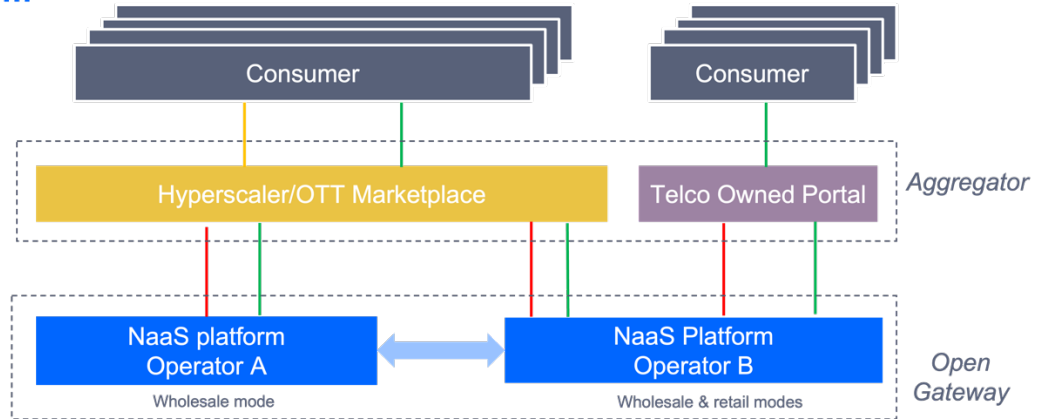 Consumer
Consumer
Hyperscaler/OTT Marketplace
Telco Owned Portal
Aggregator
NaaS platform
Operator A
NaaS Platform
Operator B
Open
Gateway
Wholesale mode
Wholesale & retail modes